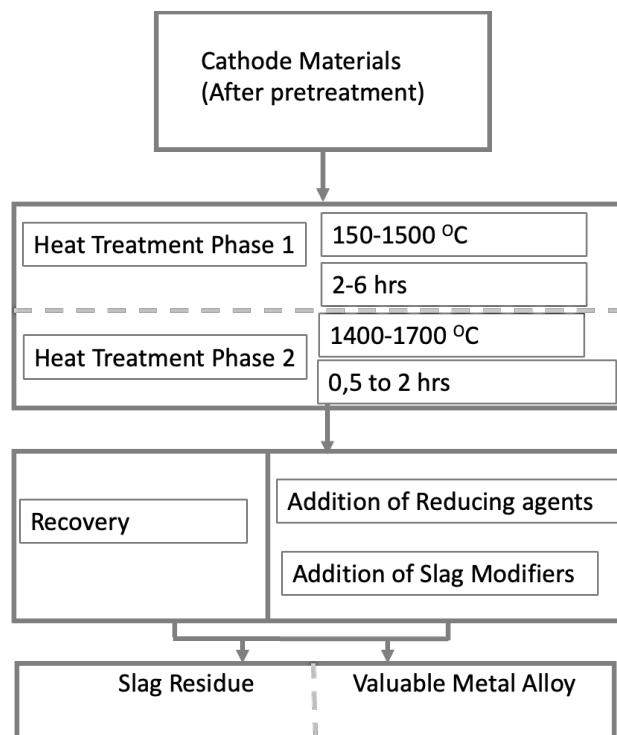 Cathode Materials
(After pretreatment)
Heat Treatment Phase 1
150-1500 ᴼC
2-6 hrs
Heat Treatment Phase 2
1400-1700 ᴼC
0,5 to 2 hrs
Recovery
Addition of Reducing agents
Addition of Slag Modifiers
Slag Residue
Valuable Metal Alloy